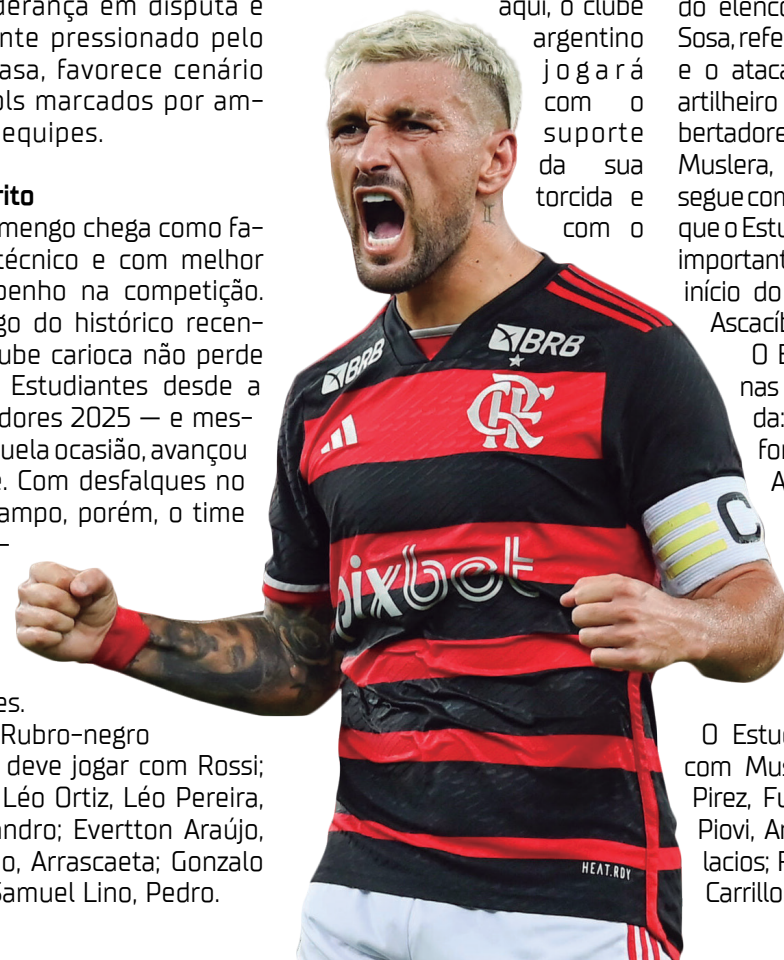 derança em disputa e
nte pressionado pelo
asa, favorece cenário
ols marcados por am-
equipes.
rito
mengo chega como fa-
técnico e com melhor
penho na competição.
go do histórico recen-
ube carioca não perde
Estudiantes desde a
dores 2025 — e mes-
uela ocasião, avançou
e. Com desfalques no
ampo, porém, o time
es.
Rubro-negro
deve jogar com Rossi;
Léo Ortiz, Léo Pereira,
andro; Evertton Araújo,
o, Arrascaeta; Gonzalo
Samuel Lino, Pedro.
aqui, o clube
argentino
jogará
com o
suporte
da sua
torcida e
com o
do elenco
Sosa, refe
e o ataca
artilheiro
bertadore
Muslera,
segue com
que o Estu
important
início do
Ascacíb
O E
nas
da:
for
A
O Estu
com Mus
Pirez, Fu
Piovi, Am
lacios; F
Carrillo
BRB
BRB
CRF
pixbet
C
HEAT.RDY